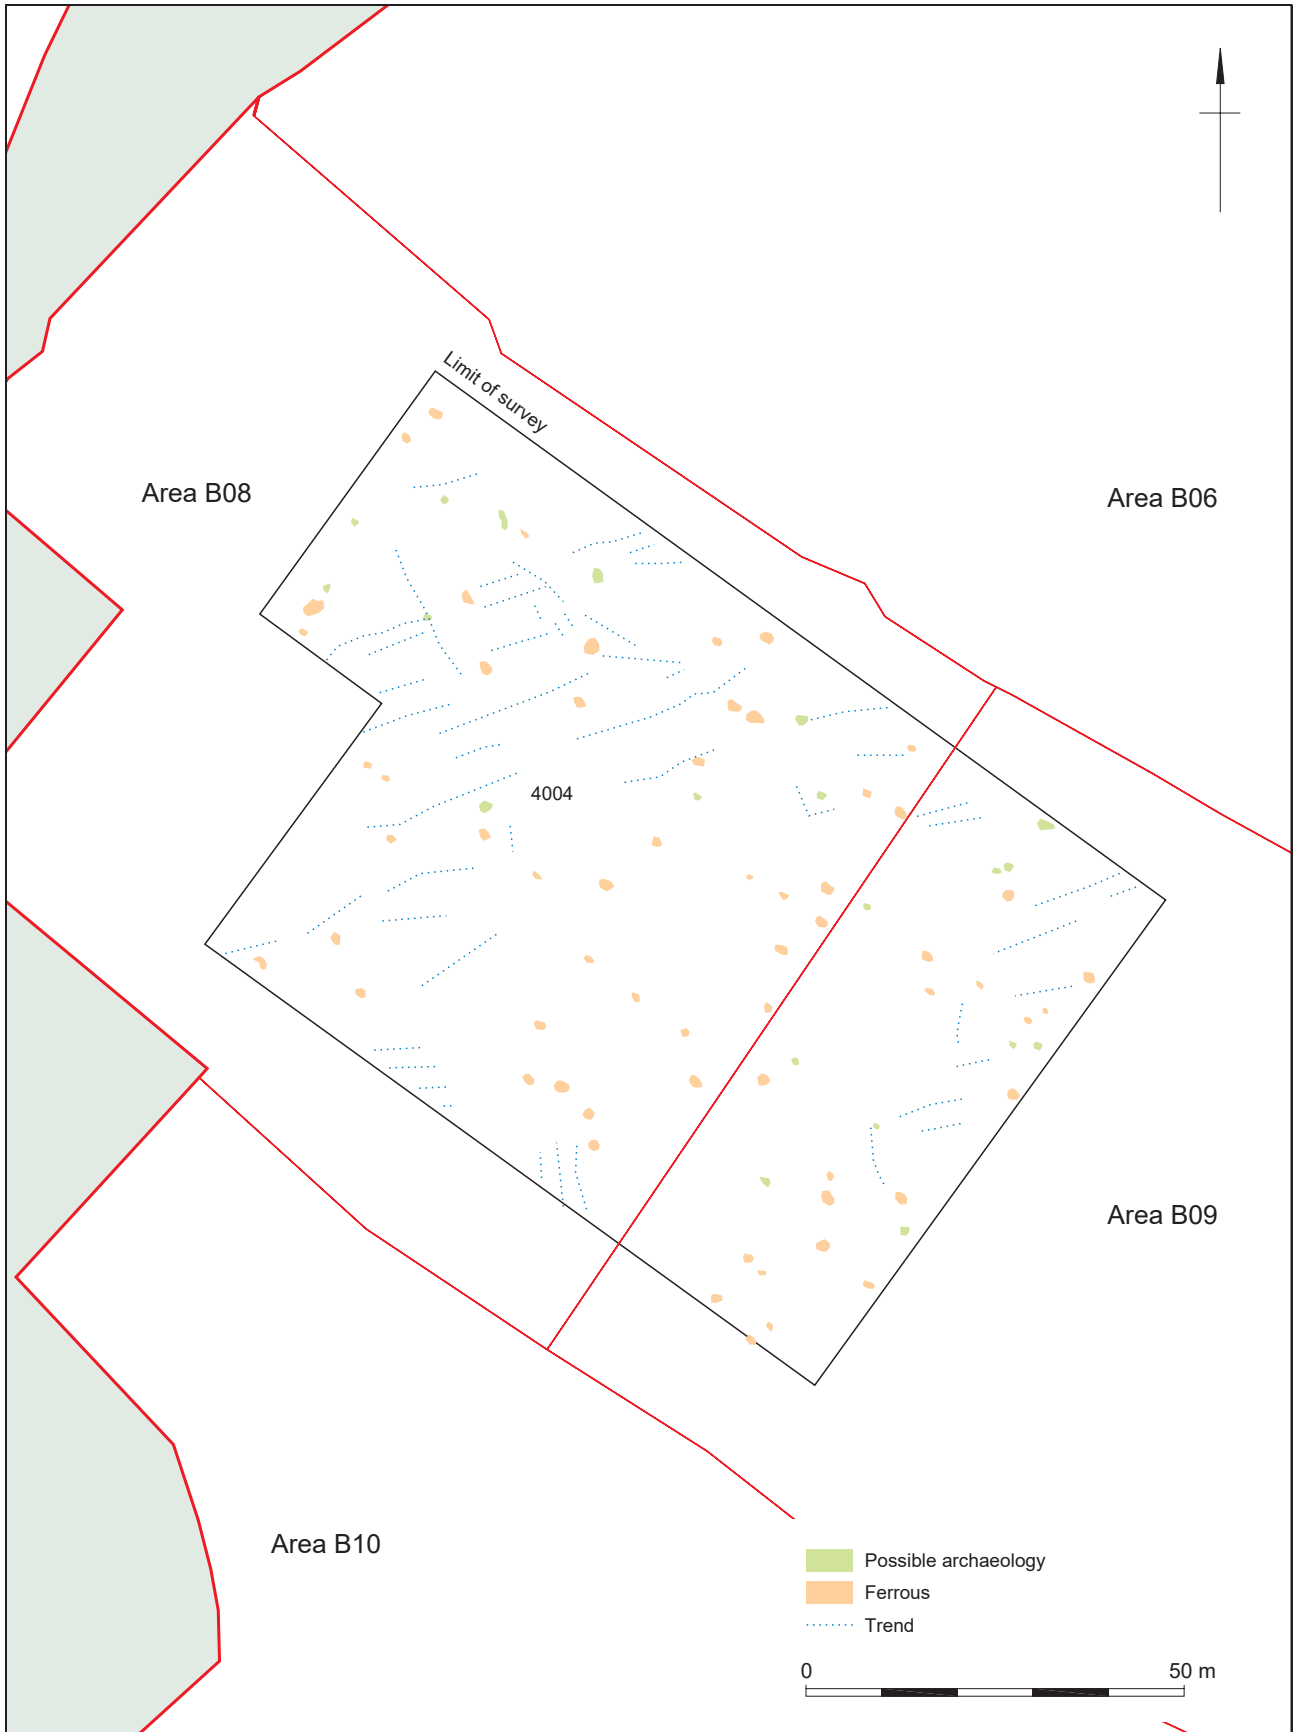 Limit of survey
Area B08
Area B06
4004
Area B09
Area B10
Possible archaeology
Ferrous
Trend
0 50 m